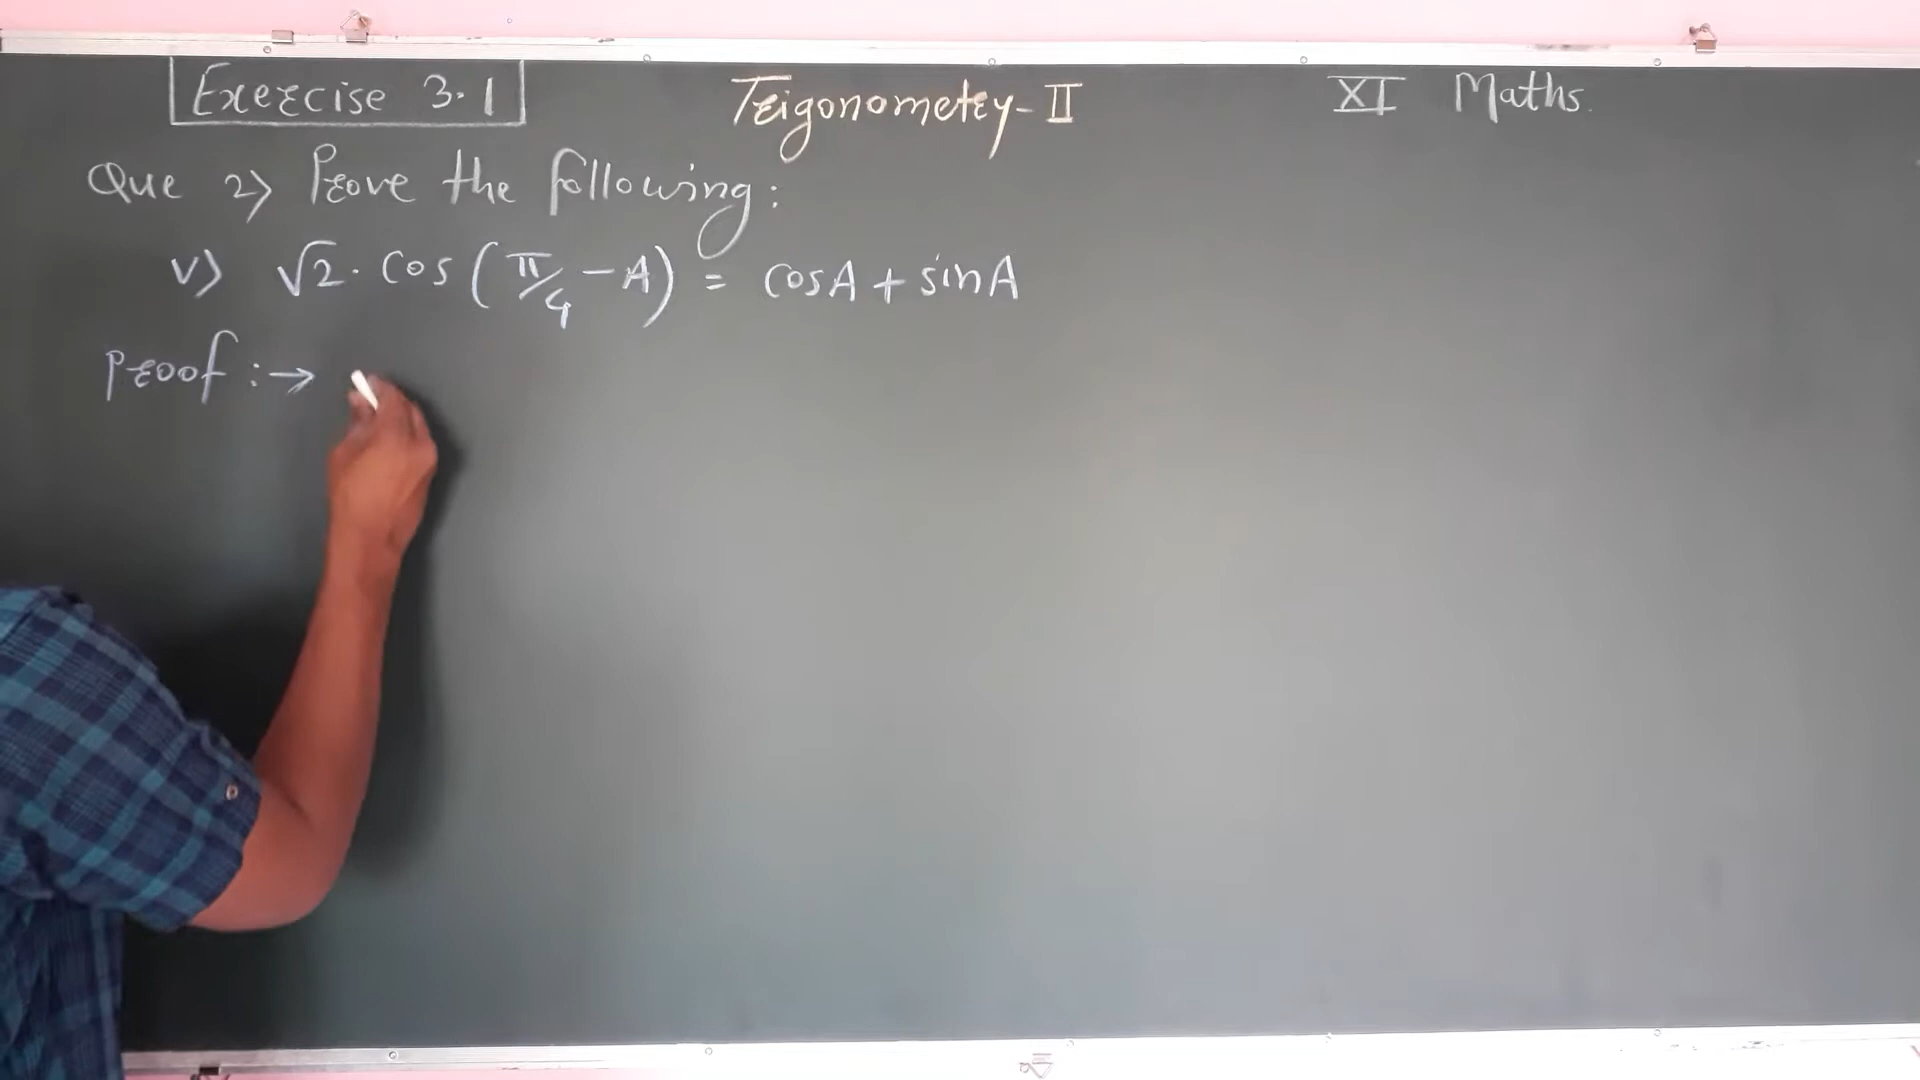 Exercise 3.1 Trigonometry-II XI Maths.
Que 2) Prove the following:
v) √2. cos(π/4 -A) = cosA + sinA
Proof :→